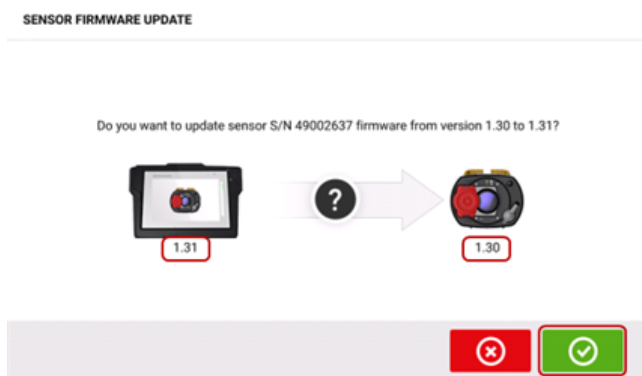 SENSOR FIRMWARE UPDATE
Do you want to update sensor S/N 49002637 firmware from version 1.30 to 1.31?
?
1.31
1.30